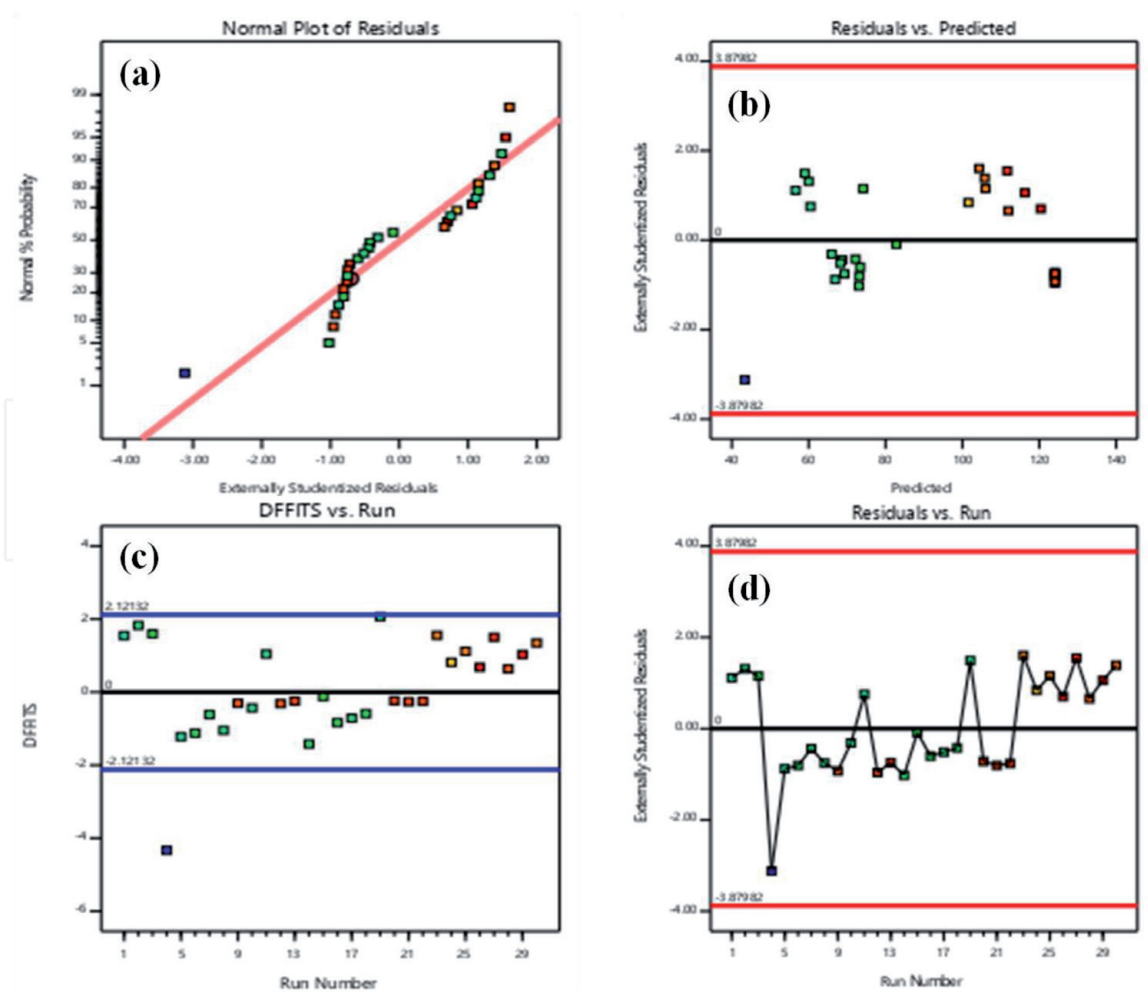 Normal Plot of Residuals
(a)
99
95
90
80
70
50
30
20
10
5
1
Normal % Probability
-4.00 -3.00 -2.00 -1.00 0.00 1.00 2.00
Externally Studentized Residuals
Residuals vs. Predicted
(b)
4.00
3.87982
2.00
0.00
0
-2.00
-3.87982
-4.00
Externally Studentized Residuals
40 60 80 100 120 140
Predicted
DFFITS vs. Run
(c)
4
2.12132
2
0
0
-2.12132
-2
-4
-6
DFFITS
1 5 9 13 17 21 25 29
Run Number
Residuals vs. Run
(d)
4.00
3.87982
2.00
0.00
0
-2.00
-3.87982
-4.00
Externally Studentized Residuals
1 5 9 13 17 21 25 29
Run Number